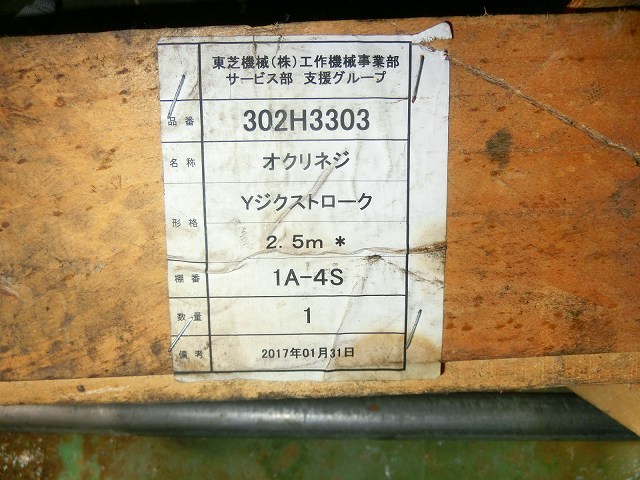 東芝機械(株)工作機械事業部
サービス部 支援グループ
品番 302H3303
名称 オクリネジ
形格 Yジクストローク
2.5m *
棚番 1A-4S
数量 1
備考 2017年01月31日